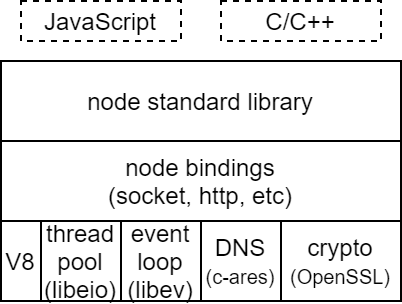 JavaScript
C/C++
node standard library
node bindings
(socket, http, etc)
V8
thread
pool
(libeio)
event
loop
(libev)
DNS
(c-ares)
crypto
(OpenSSL)